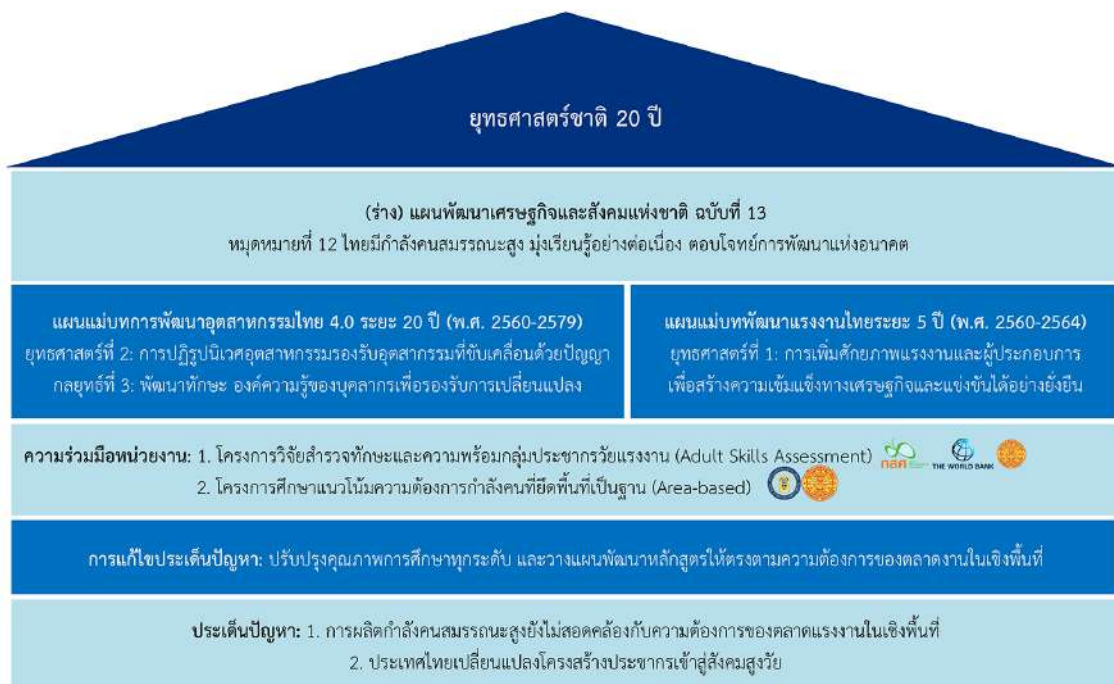 ยุทธศาสตร์ชาติ 20 ปี
(ร่าง) แผนพัฒนาเศรษฐกิจและสังคมแห่งชาติ ฉบับที่ 13
หมุดหมายที่ 12 ไทยมีกำลังคนสมรรถนะสูง มุ่งเรียนรู้อย่างต่อเนื่อง ตอบโจทย์การพัฒนาแห่งอนาคต
แผนแม่บทการพัฒนาอุตสาหกรรมไทย 4.0 ระยะ 20 ปี (พ.ศ. 2560-2579)
ยุทธศาสตร์ที่ 2: การปฏิรูปนิเวศอุตสาหกรรมรองรับอุตสากรรมที่ขับเคลื่อนด้วยปัญญา
กลยุทธ์ที่ 3: พัฒนาทักษะ องค์ความรู้ของบุคลากรเพื่อรองรับการเปลี่ยนแปลง
แผนแม่บทพัฒนาแรงงานไทยระยะ 5 ปี (พ.ศ. 2560-2564)
ยุทธศาสตร์ที่ 1: การเพิ่มศักยภาพแรงงานและผู้ประกอบการ
เพื่อสร้างความเข้มแข็งทางเศรษฐกิจและแข่งขันได้อย่างยั่งยืน
ความร่วมมือหน่วยงาน: 1. โครงการวิจัยสำรวจทักษะและความพร้อมกลุ่มประชากรวัยแรงงาน (Adult Skills Assessment) กสศ THE WORLD BANK
2. โครงการศึกษาแนวโน้มความต้องการกำลังคนที่ยึดพื้นที่เป็นฐาน (Area-based)
การแก้ไขประเด็นปัญหา: ปรับปรุงคุณภาพการศึกษาทุกระดับ และวางแผนพัฒนาหลักสูตรให้ตรงตามความต้องการของตลาดงานในเชิงพื้นที่
ประเด็นปัญหา: 1. การผลิตกำลังคนสมรรถนะสูงยังไม่สอดคล้องกับความต้องการของตลาดแรงงานในเชิงพื้นที่
2. ประเทศไทยเปลี่ยนแปลงโครงสร้างประชากรเข้าสู่สังคมสูงวัย